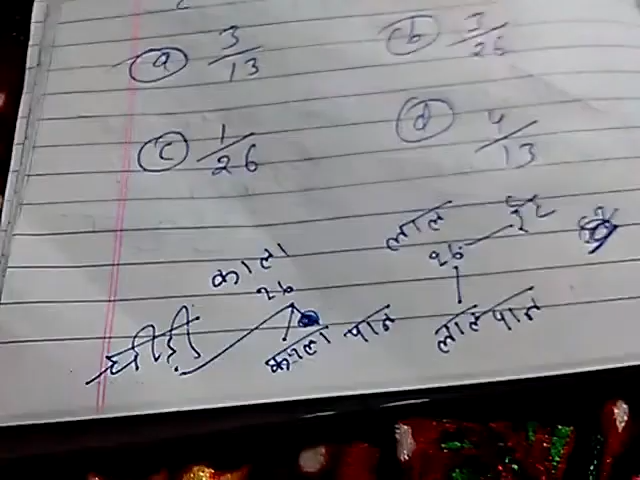 (a) 3/13 (b) 3/26
(c) 1/26 (d) 4/13
काला 26 लाल 26 ईंट
काला पान लाल पान